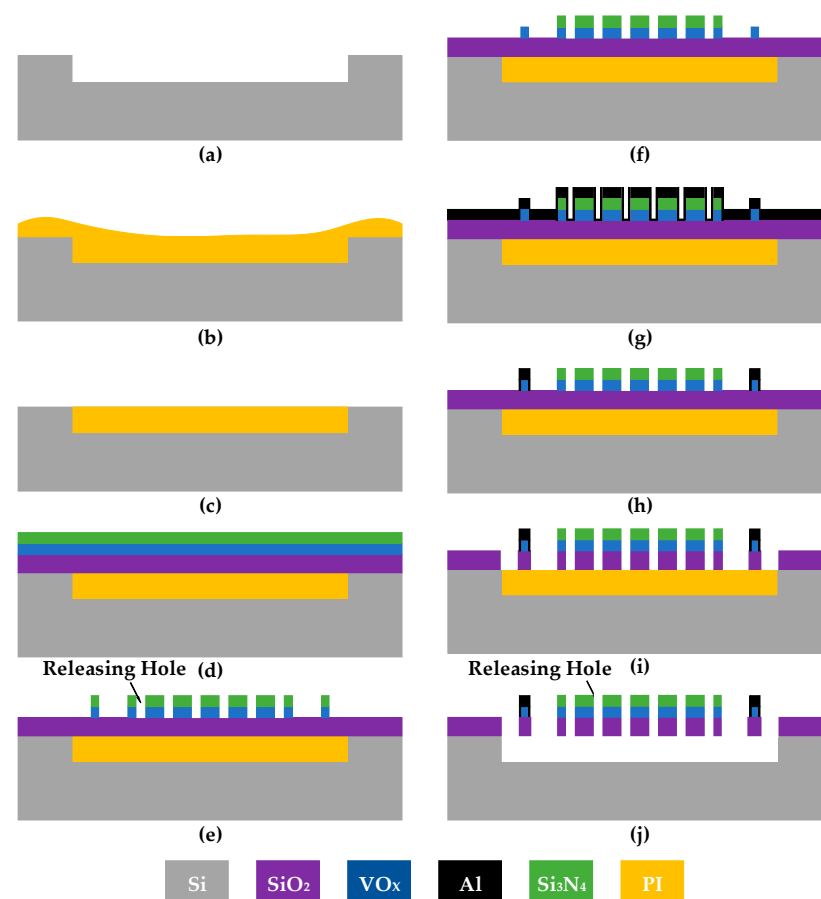 (a)
(b)
(c)
(d)
Releasing Hole
(e)
(f)
(g)
(h)
(i)
Releasing Hole
(j)
Si SiO₂ VOx Al Si₃N₄ PI